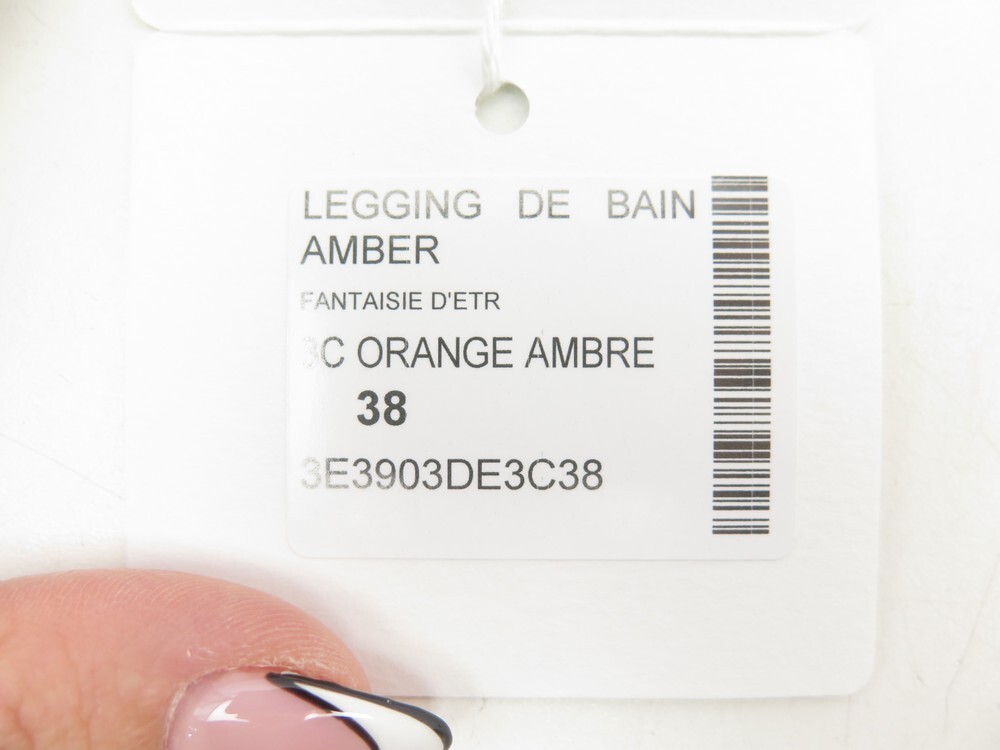 LEGGING DE BAIN
AMBER
FANTAISIE D'ETR
3C ORANGE AMBRE
38
3E3903DE3C38